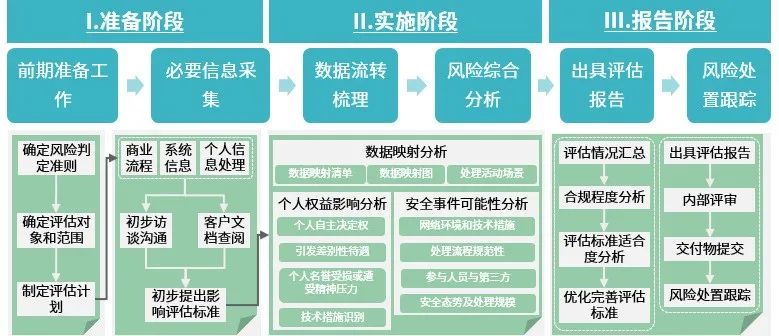 I.准备阶段
II.实施阶段
III.报告阶段
前期准备工
作
必要信息采
集
数据流转
梳理
风险综合
分析
出具评估
报告
风险处
置跟踪
确定风险判
定准则
确定评估对
象和范围
制定评估计
划
商业
流程
系统
信息
个人信
息处理
初步访
谈沟通
客户文
档查阅
初步提出影
响评估标准
数据映射分析
数据映射清单
数据映射图
处理活动场景
个人权益影响分析
个人自主决定权
引发差别性待遇
个人名誉受损或遭
受精神压力
技术措施识别
安全事件可能性分析
网络环境和技术措施
处理流程规范性
参与人员与第三方
安全态势及处理规模
评估情况汇总
合规程度分析
评估标准适合
度分析
优化完善评估
标准
出具评估报告
内部评审
交付物提交
风险处置跟踪